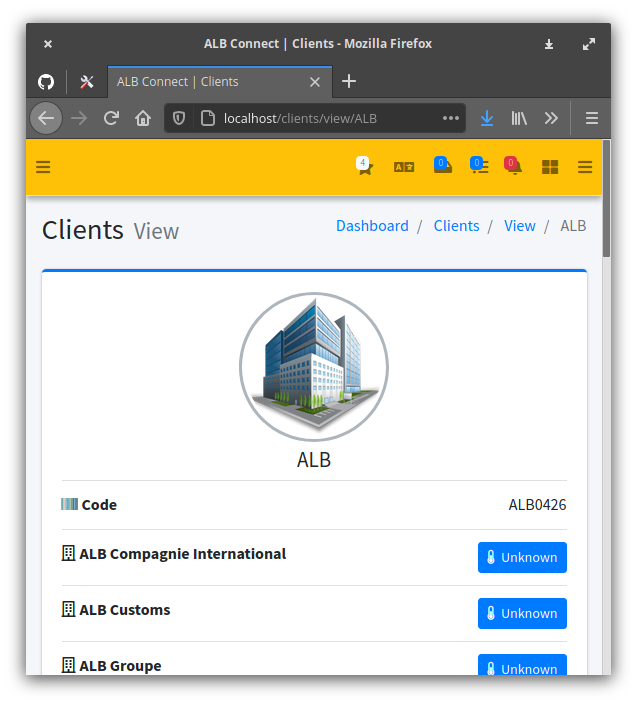 ALB Connect | Clients - Mozilla Firefox
ALB Connect | Clients
localhost/clients/view/ALB
4
0
0
0
Clients View
Dashboard / Clients / View / ALB
ALB
Code ALB0426
ALB Compagnie International Unknown
ALB Customs Unknown
ALB Groupe Unknown